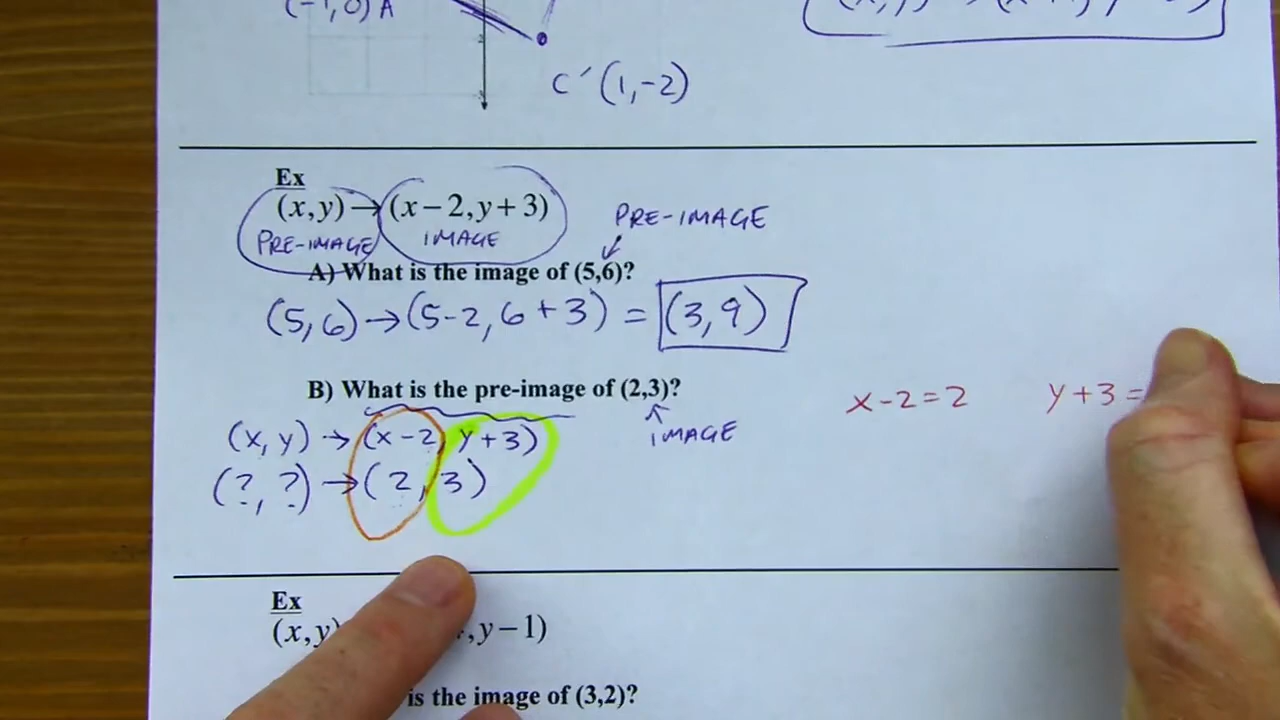 (-1,0) A
C′(1,-2)
Ex
(x,y)→(x−2,y+3)
PRE-IMAGE IMAGE
PRE-IMAGE
A) What is the image of (5,6)?
(5,6)→(5-2,6+3) = (3,9)
B) What is the pre-image of (2,3)?
IMAGE
x-2=2 y+3=
(x,y)→(x-2, y+3)
(?,?)→(2,3)
Ex
(x,y) ,y−1)
is the image of (3,2)?